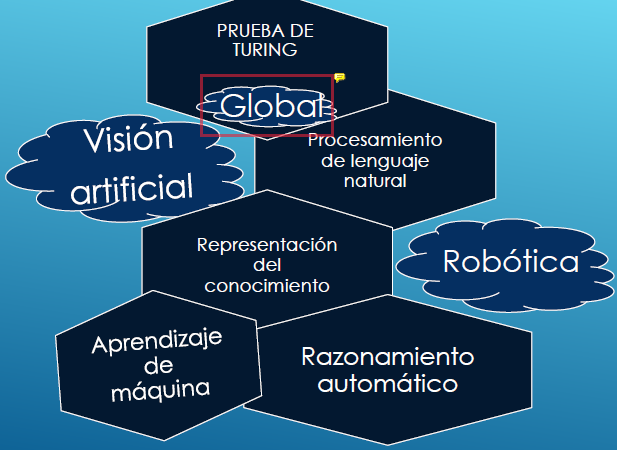 PRUEBA DE
TURING
Global
Visión
artificial
Procesamiento
de lenguaje
natural
Representación
del
conocimiento
Robótica
Aprendizaje
de
máquina
Razonamiento
automático